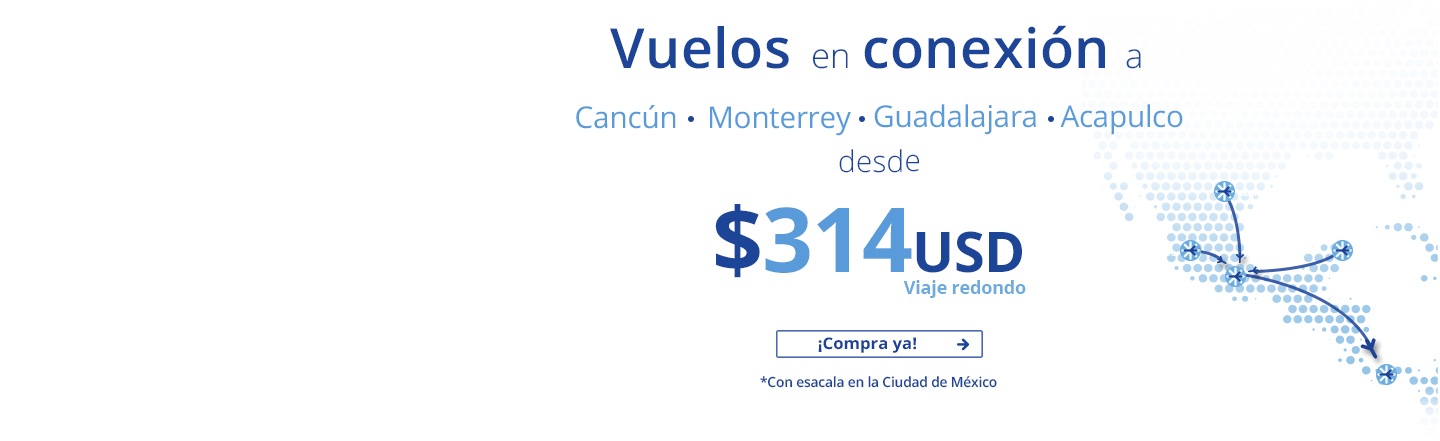 Vuelos en conexión a
Cancún • Monterrey • Guadalajara • Acapulco
desde
$314USD
Viaje redondo
¡Compra ya! →
*Con esacala en la Ciudad de México